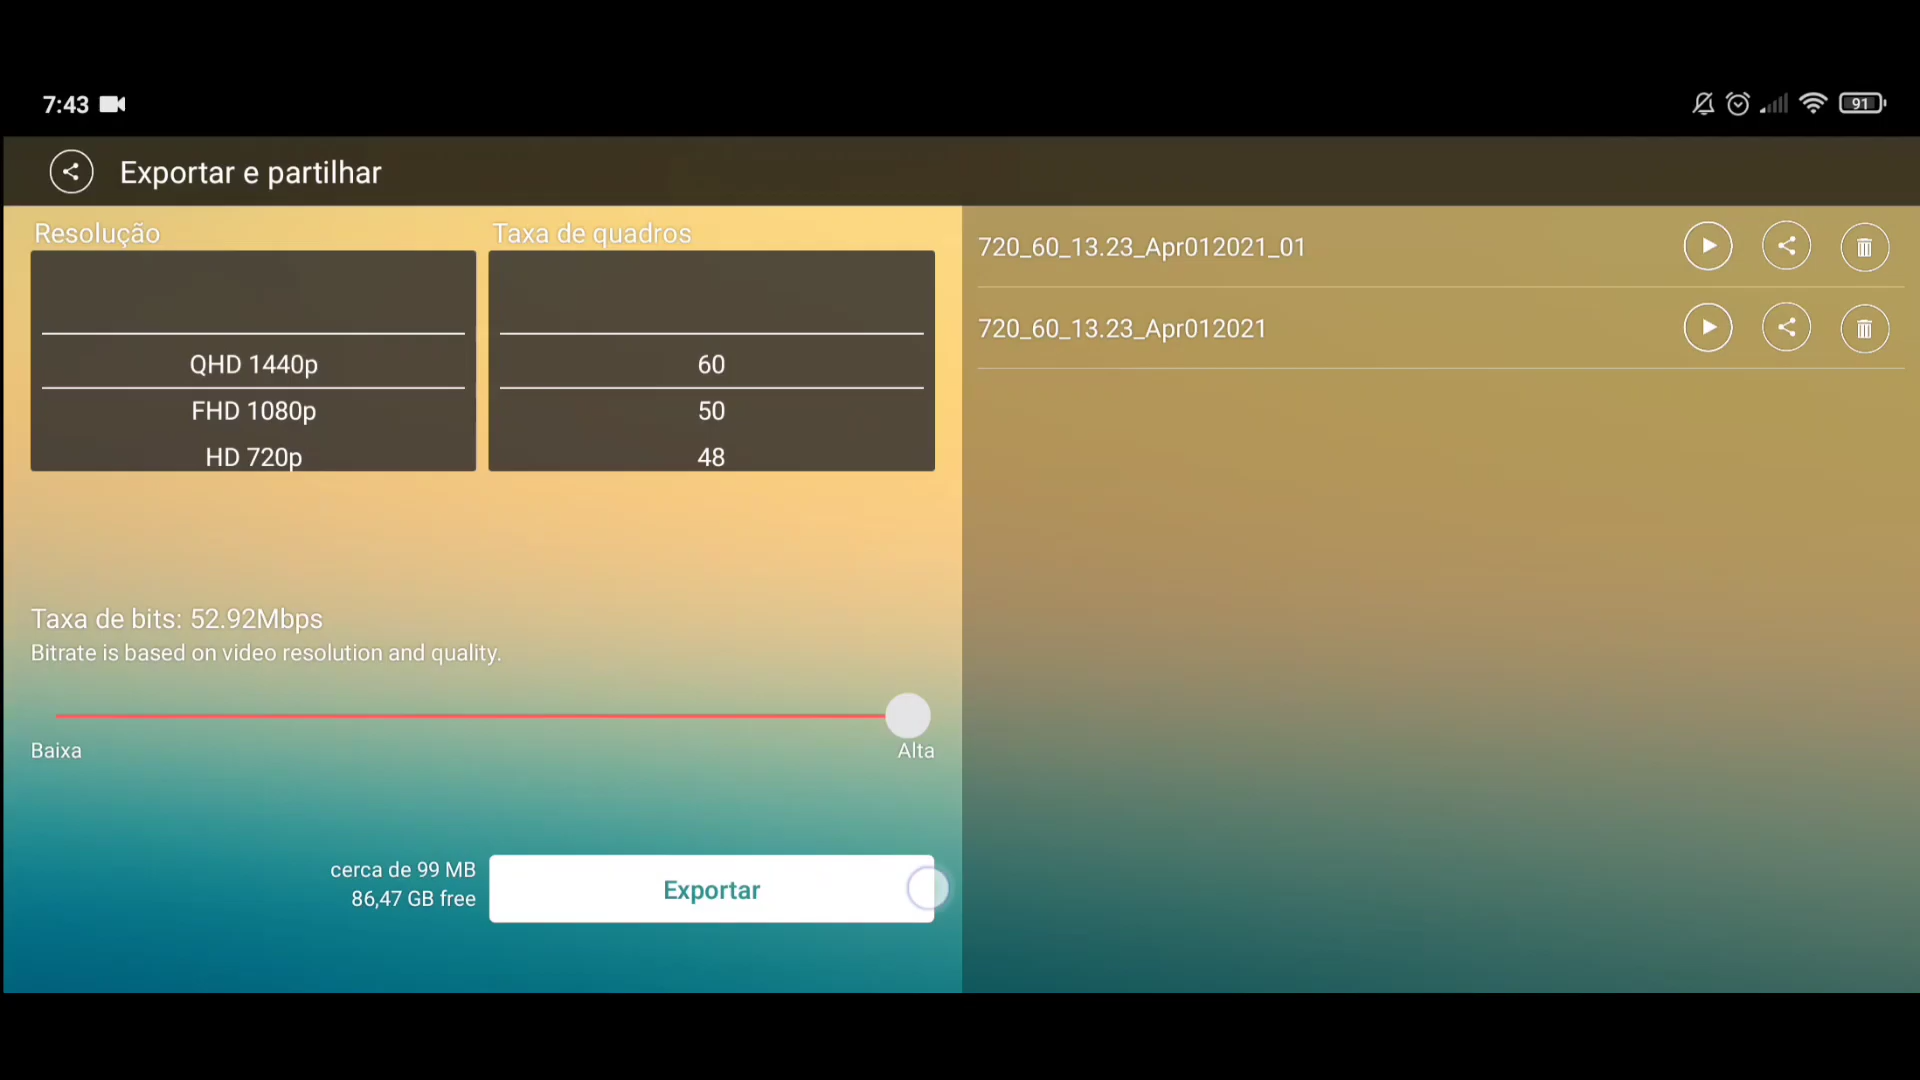 7:43
91
Exportar e partilhar
Resolução
QHD 1440p
FHD 1080p
HD 720p
Taxa de quadros
60
50
48
Taxa de bits: 52.92Mbps
Bitrate is based on video resolution and quality.
Baixa
Alta
cerca de 99 MB
86,47 GB free
Exportar
720_60_13.23_Apr012021_01
720_60_13.23_Apr012021